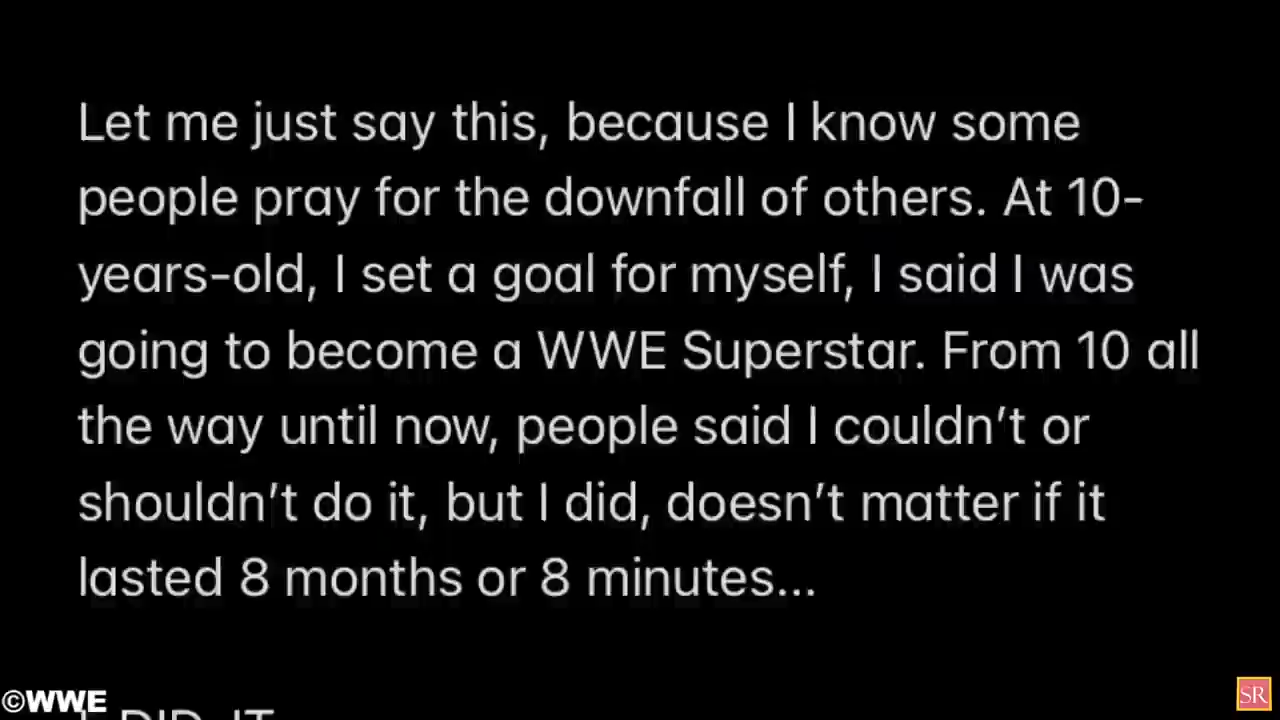 Let me just say this, because I know some
people pray for the downfall of others. At 10-
years-old, I set a goal for myself, I said I was
going to become a WWE Superstar. From 10 all
the way until now, people said I couldn’t or
shouldn’t do it, but I did, doesn’t matter if it
lasted 8 months or 8 minutes...
I DID IT
©WWE
SR